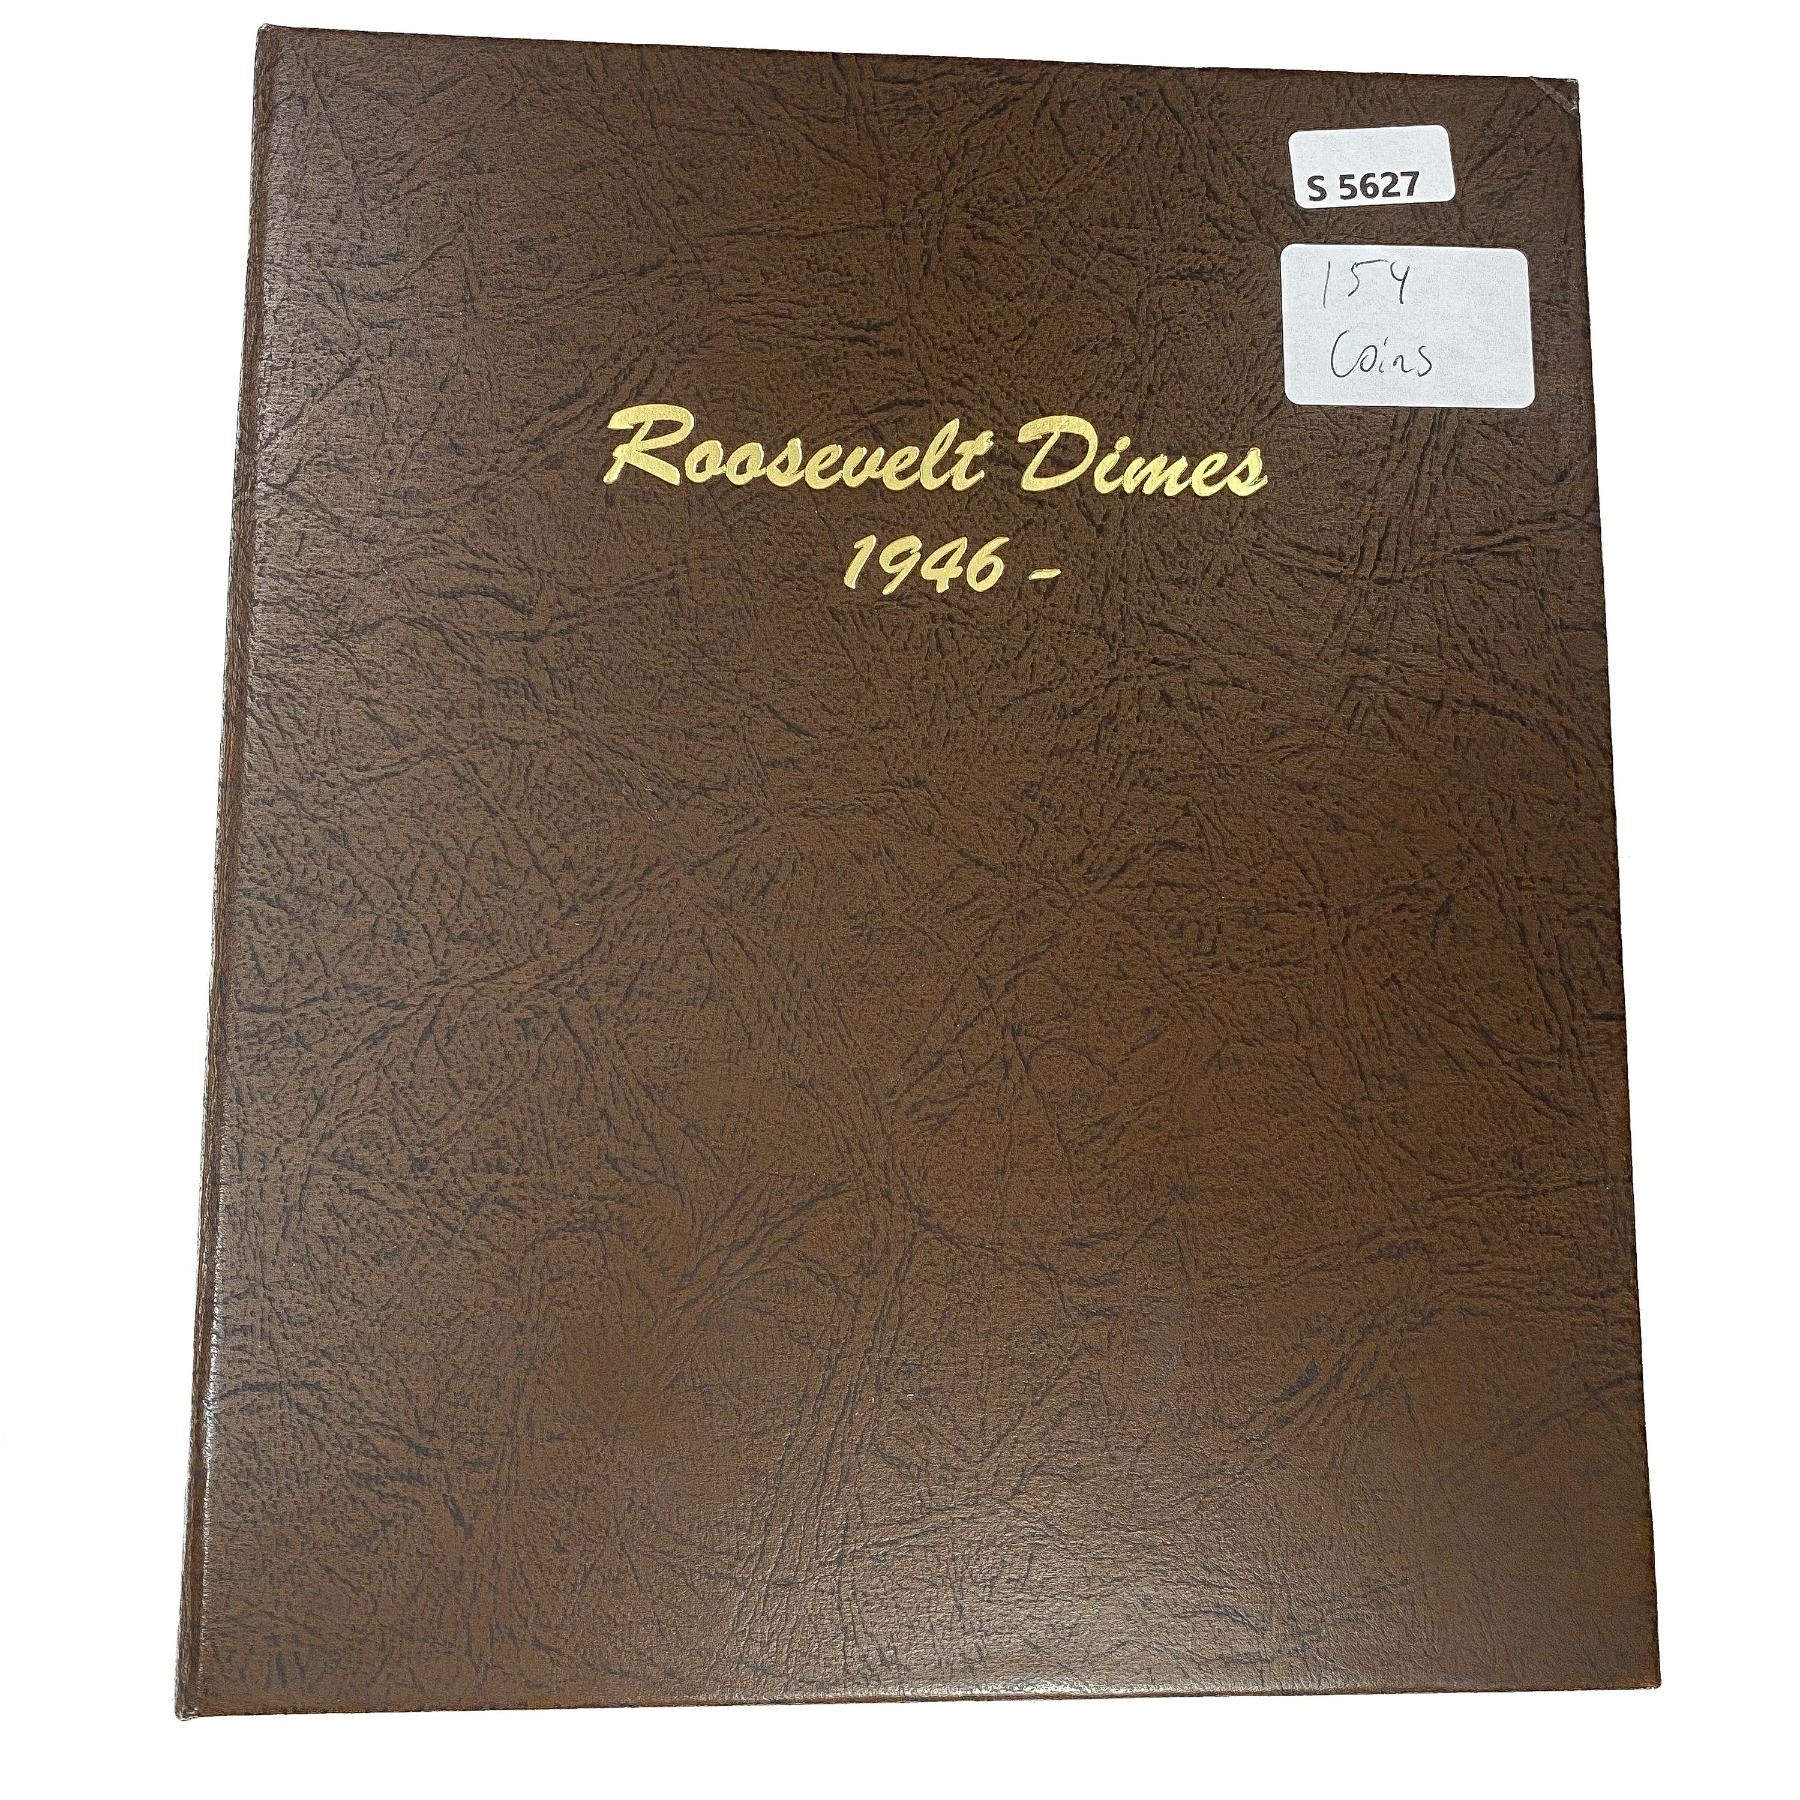 S 5627
154
Coins
Roosevelt Dimes
1946 -